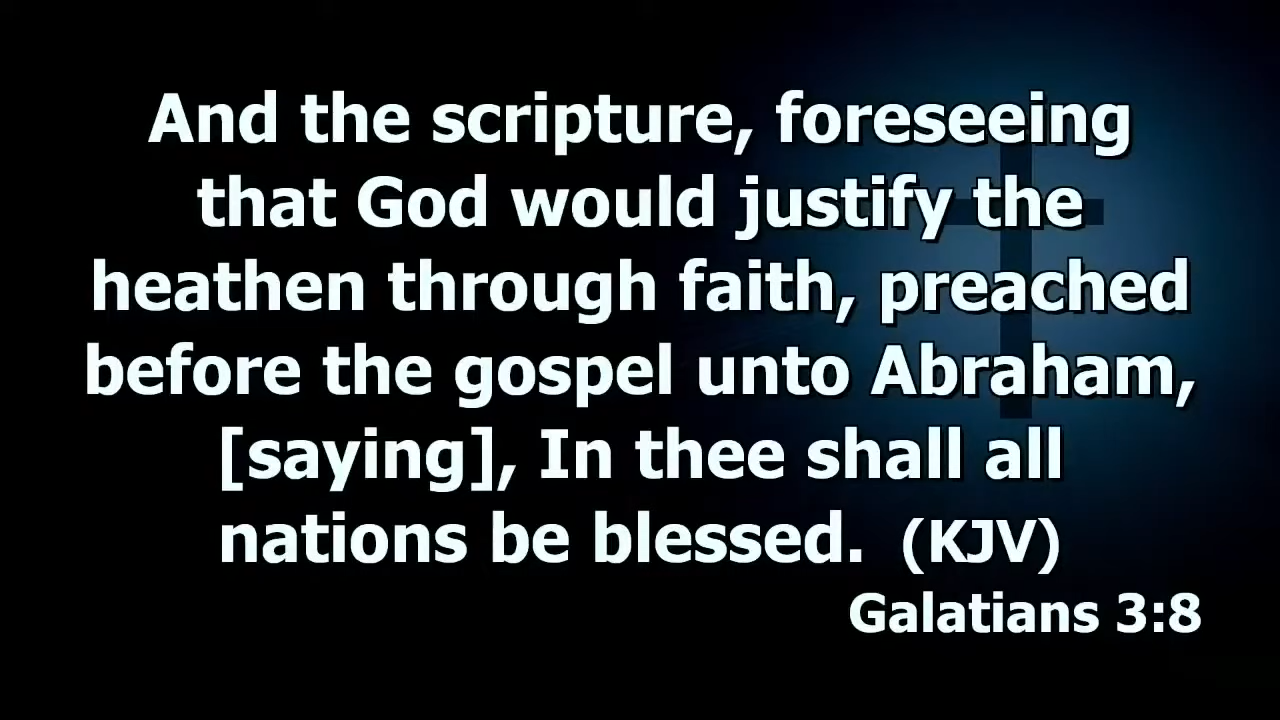 And the scripture, foreseeing
that God would justify the
heathen through faith, preached
before the gospel unto Abraham,
[saying], In thee shall all
nations be blessed. (KJV)
Galatians 3:8